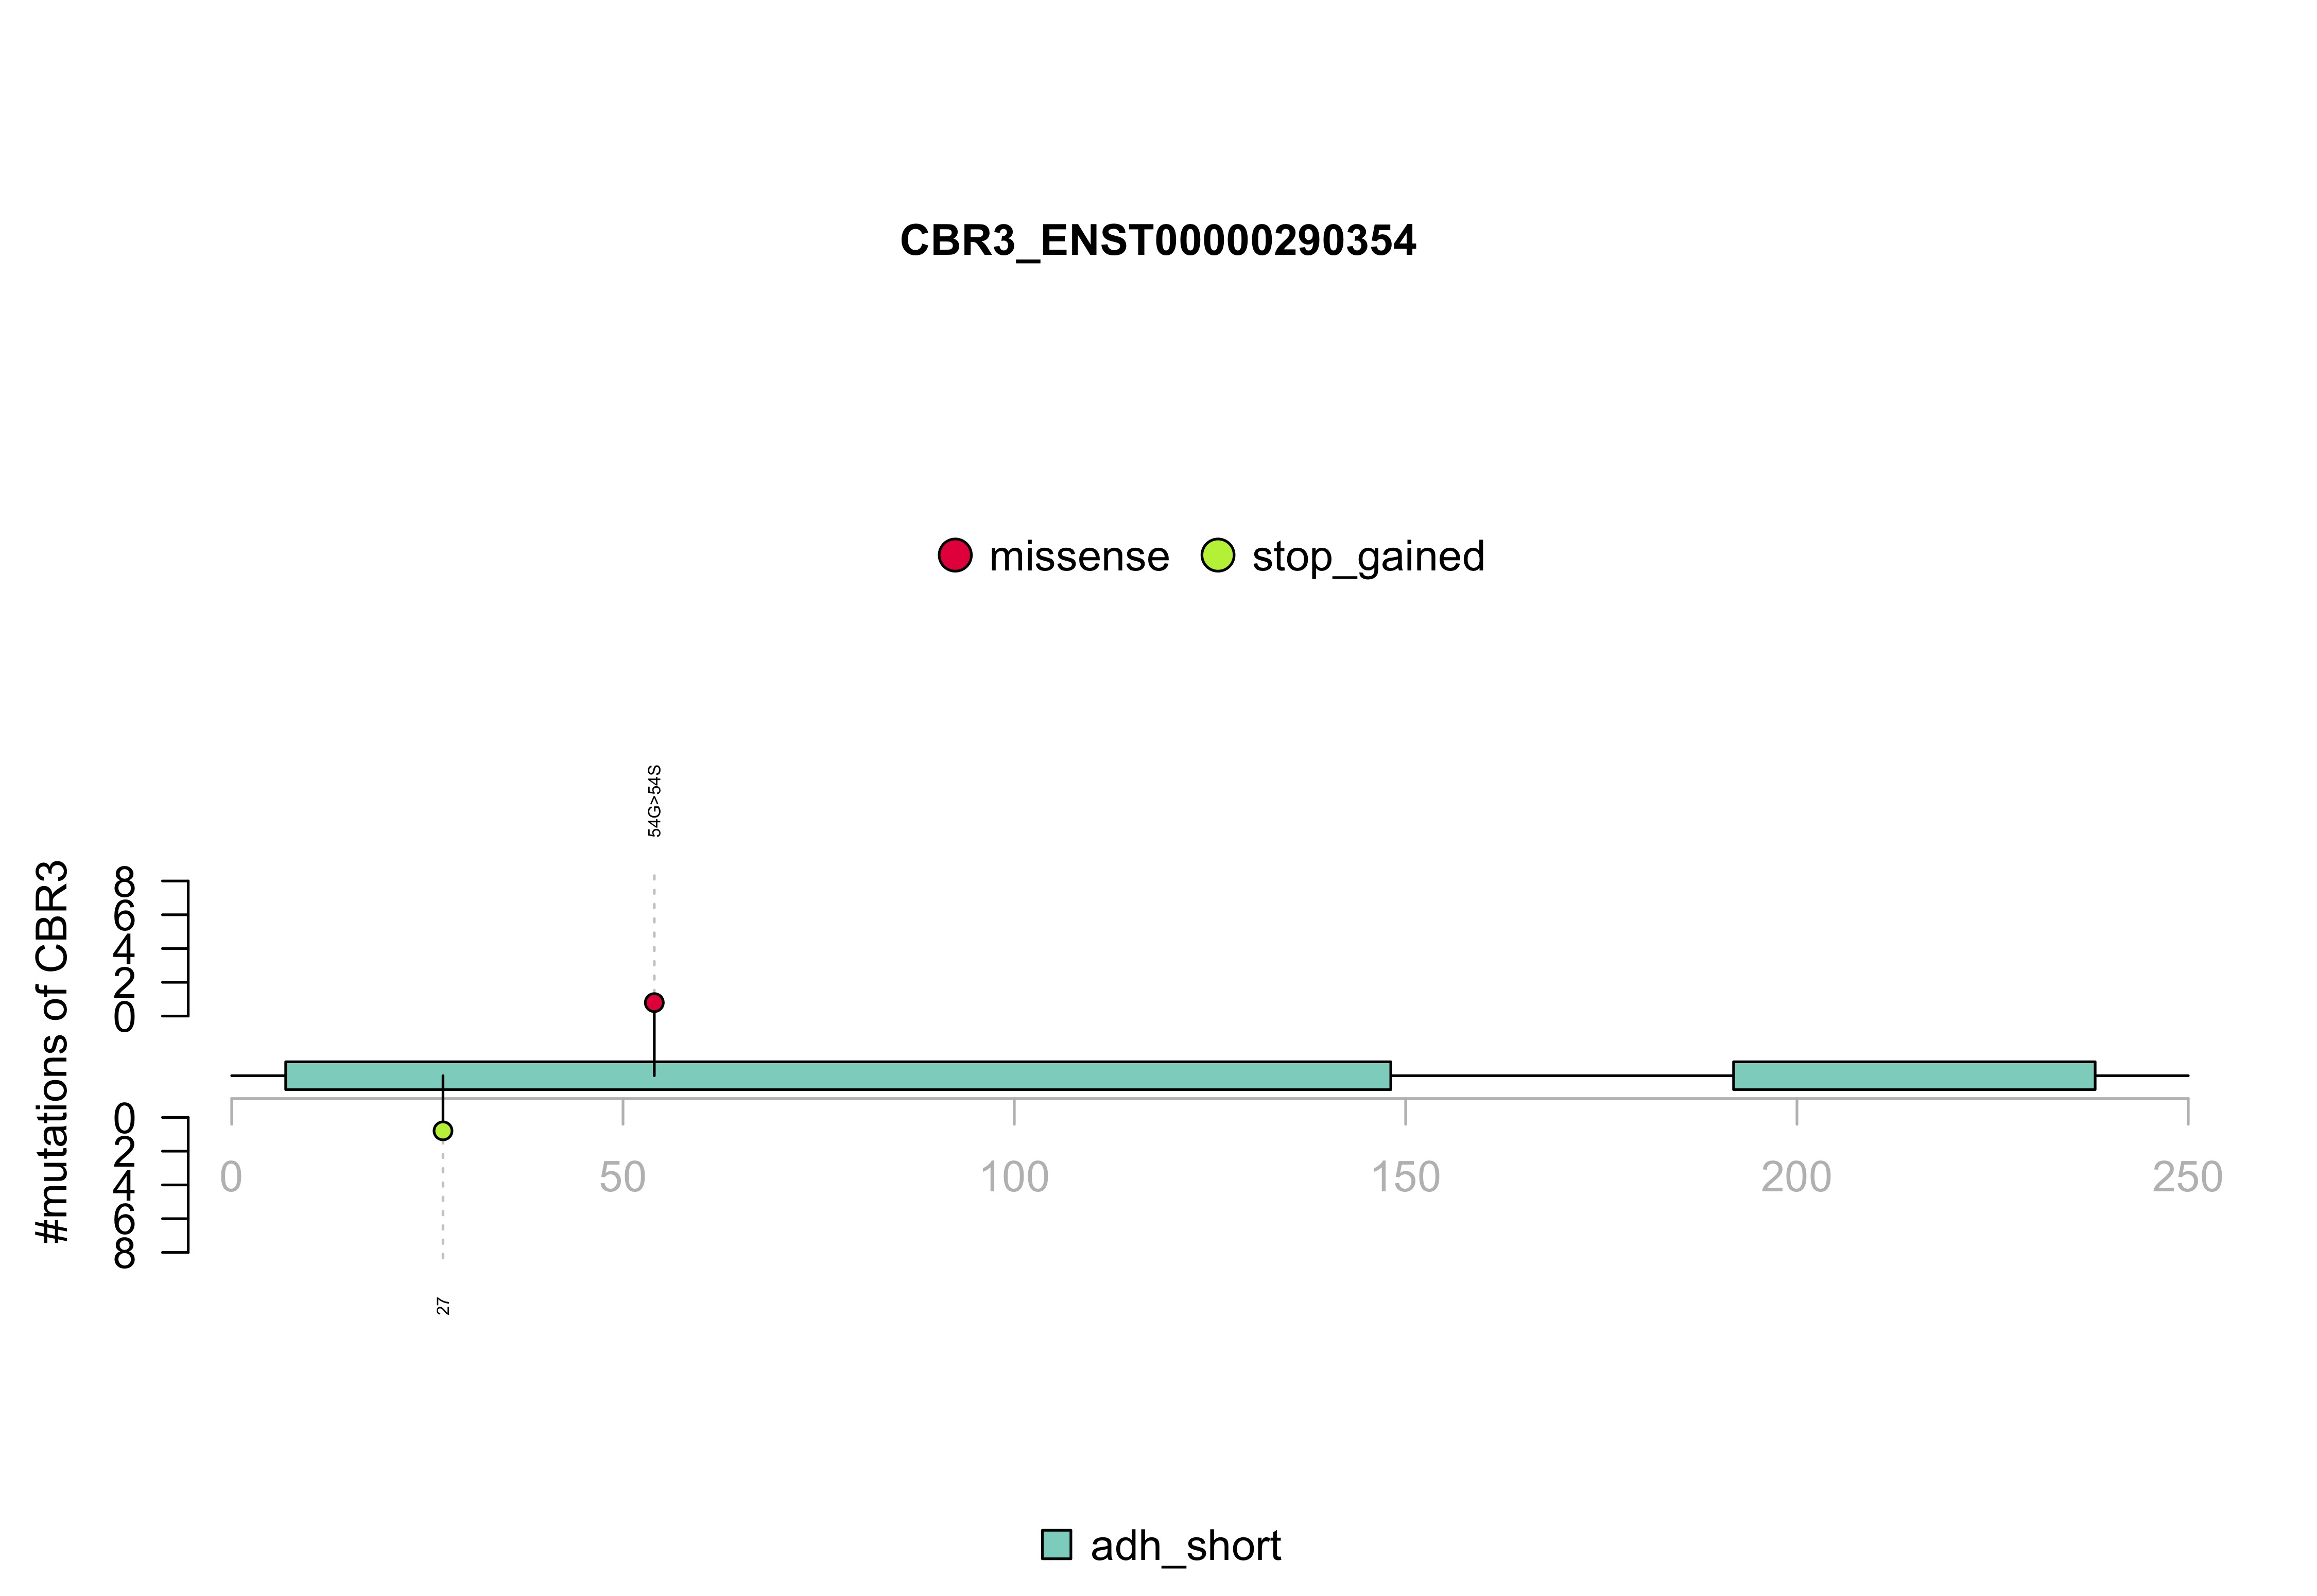 CBR3_ENST00000290354
missense stop_gained
54G>54S
#mutations of CBR3
8
6
4
2
0
0
2
4
6
8
0 50 100 150 200 250
27
adh_short